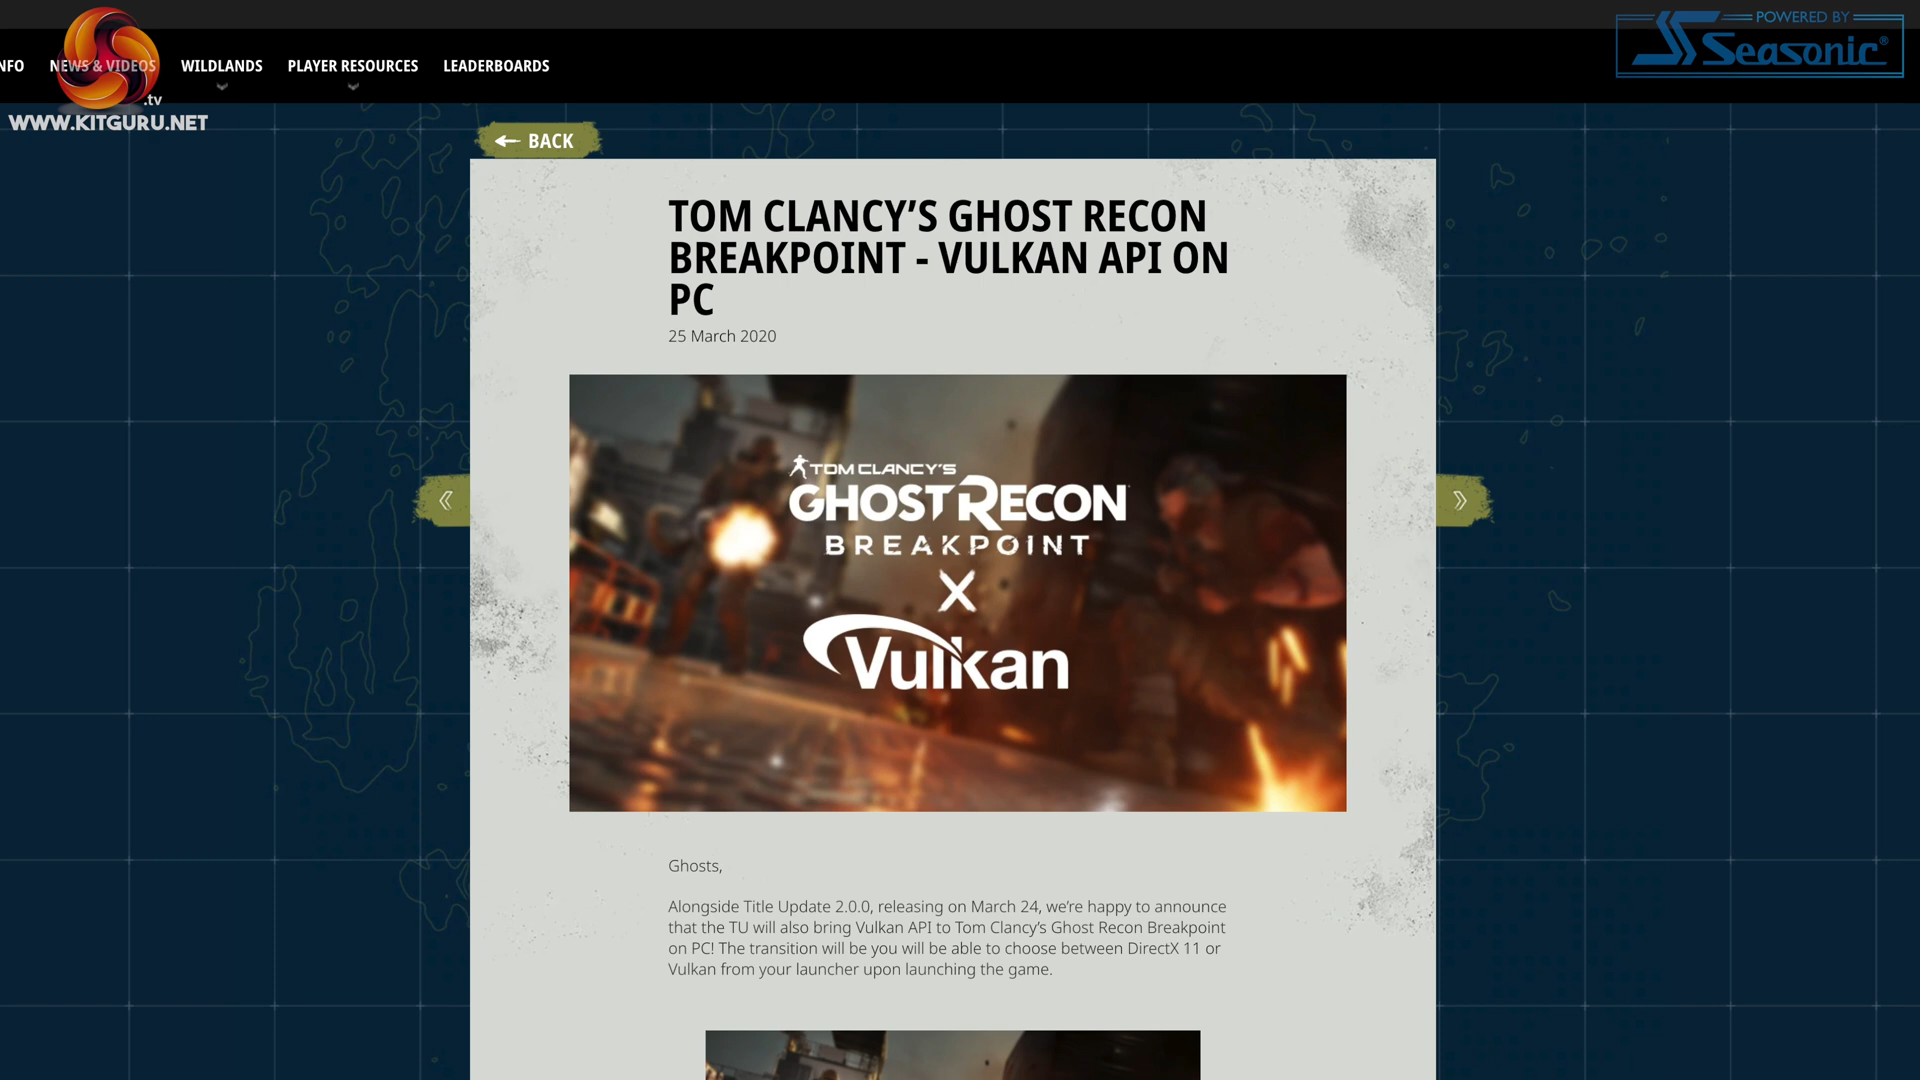 POWERED BY
Seasonic®
NFO NEWS & VIDEOS WILDLANDS PLAYER RESOURCES LEADERBOARDS
.tv
WWW.KITGURU.NET
BACK
TOM CLANCY'S GHOST RECON
BREAKPOINT - VULKAN API ON
PC
25 March 2020
TOM CLANCY'S
GHOST RECON
BREAKPOINT
X
Vulkan
Ghosts,
Alongside Title Update 2.0.0, releasing on March 24, we're happy to announce
that the TU will also bring Vulkan API to Tom Clancy's Ghost Recon Breakpoint
on PC! The transition will be you will be able to choose between DirectX 11 or
Vulkan from your launcher upon launching the game.